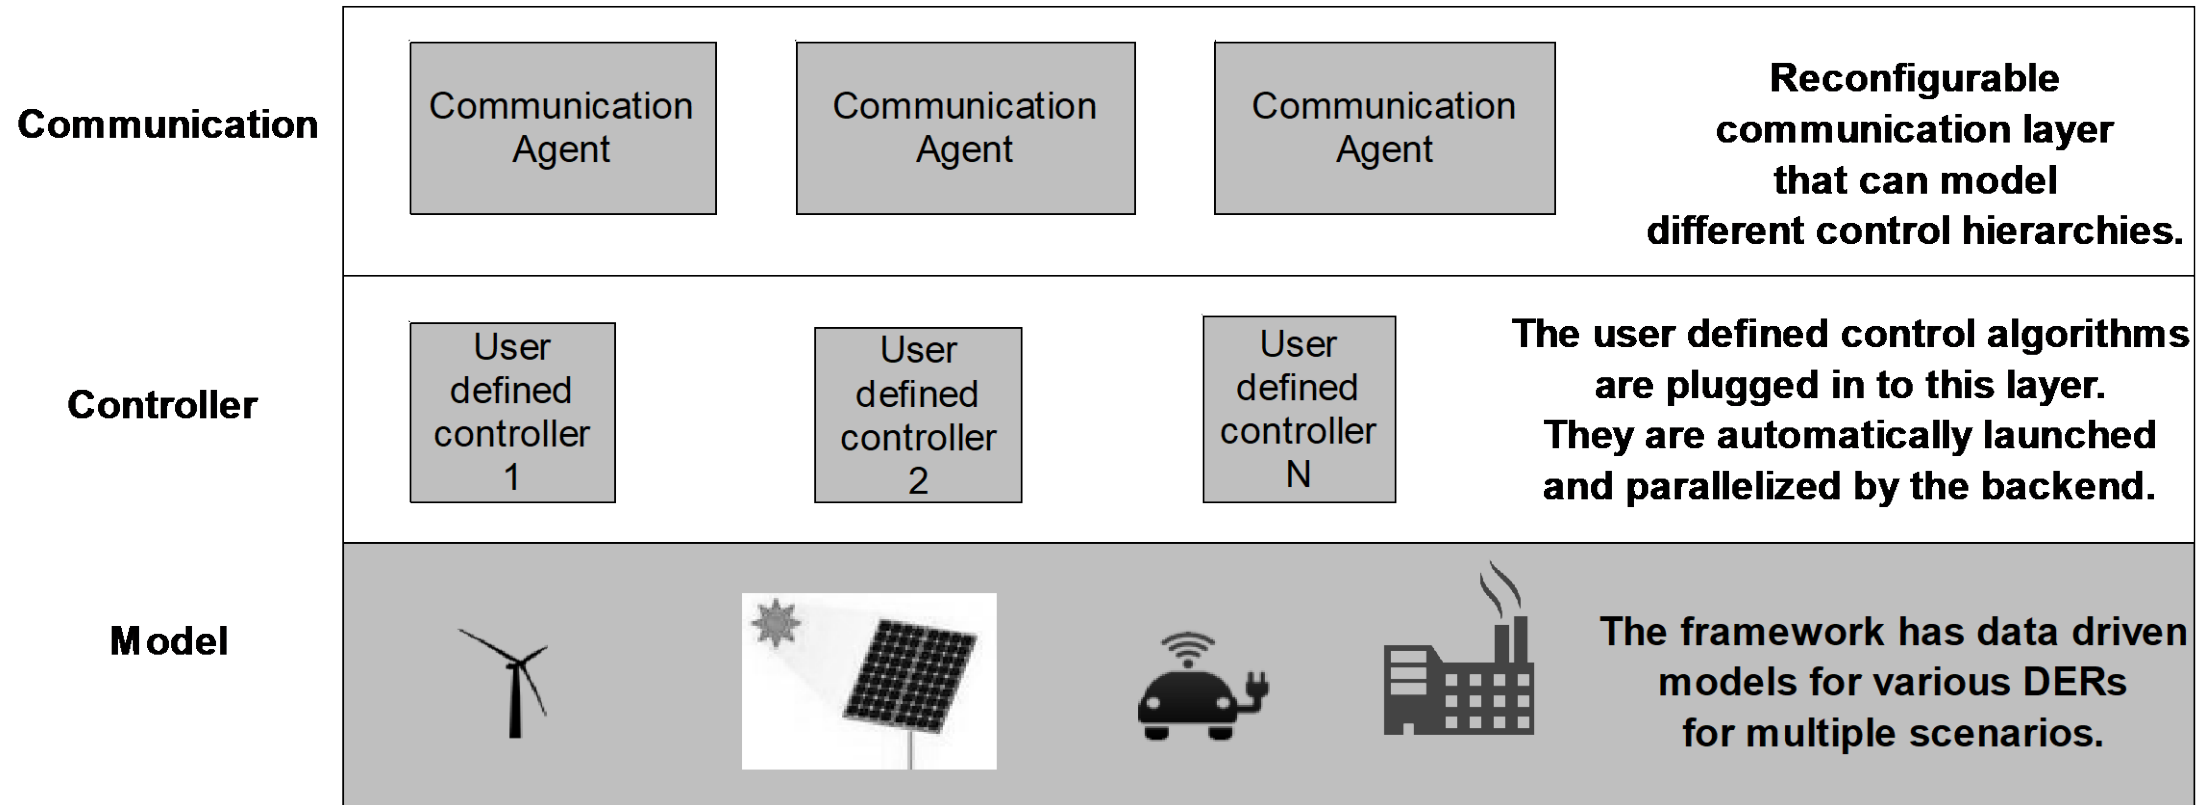 Communication
Communication
Agent
Communication
Agent
Communication
Agent
Reconfigurable
communication layer
that can model
different control hierarchies.
Controller
User
defined
controller
1
User
defined
controller
2
User
defined
controller
N
The user defined control algorithms
are plugged in to this layer.
They are automatically launched
and parallelized by the backend.
Model
The framework has data driven
models for various DERs
for multiple scenarios.